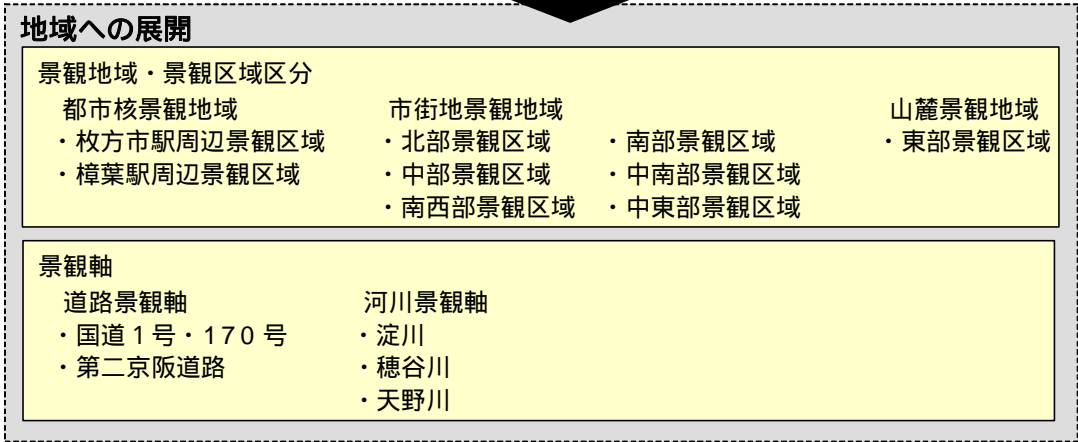 地域への展開
景観地域・景観区域区分
都市核景観地域
・枚方市駅周辺景観区域
・樟葉駅周辺景観区域
市街地景観地域
・北部景観区域
・中部景観区域
・南西部景観区域
・南部景観区域
・中南部景観区域
・中東部景観区域
山麓景観地域
・東部景観区域
景観軸
道路景観軸
・国道１号・１７０号
・第二京阪道路
河川景観軸
・淀川
・穂谷川
・天野川